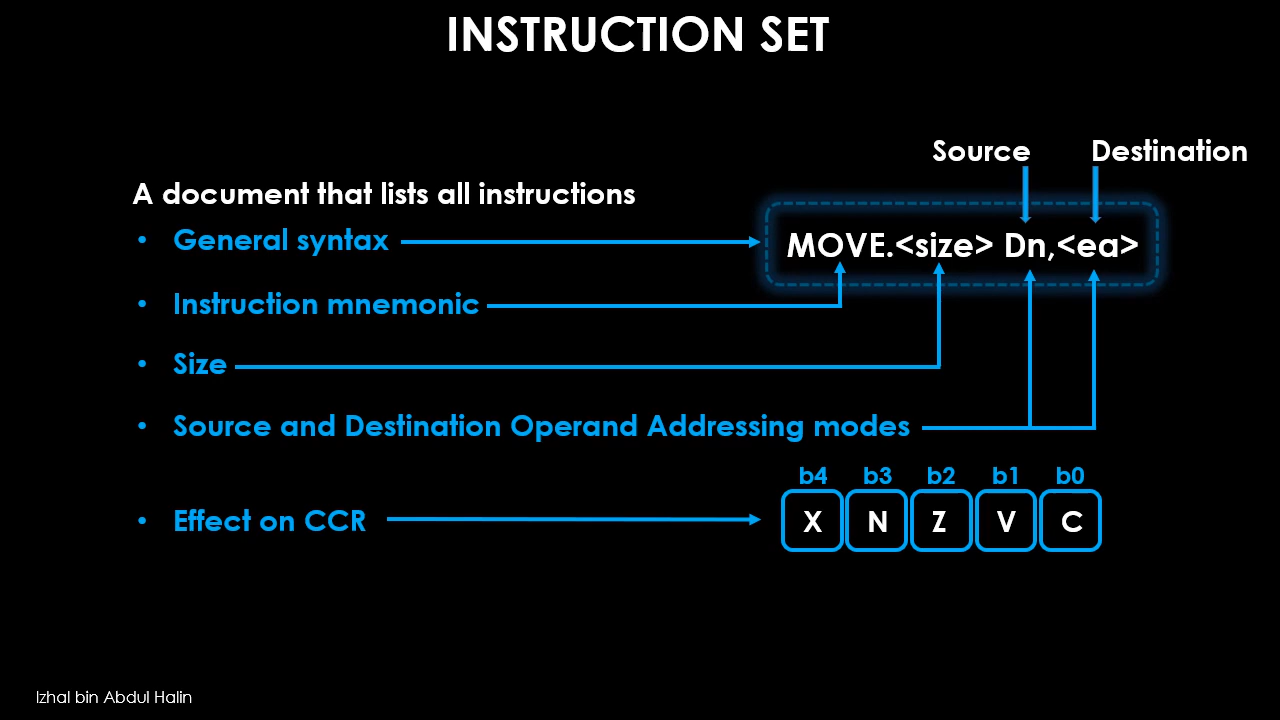 INSTRUCTION SET
Source
Destination
A document that lists all instructions
• General syntax
MOVE.<size> Dn,<ea>
• Instruction mnemonic
• Size
• Source and Destination Operand Addressing modes
b4 b3 b2 b1 b0
• Effect on CCR
X N Z V C
Izhal bin Abdul Halin